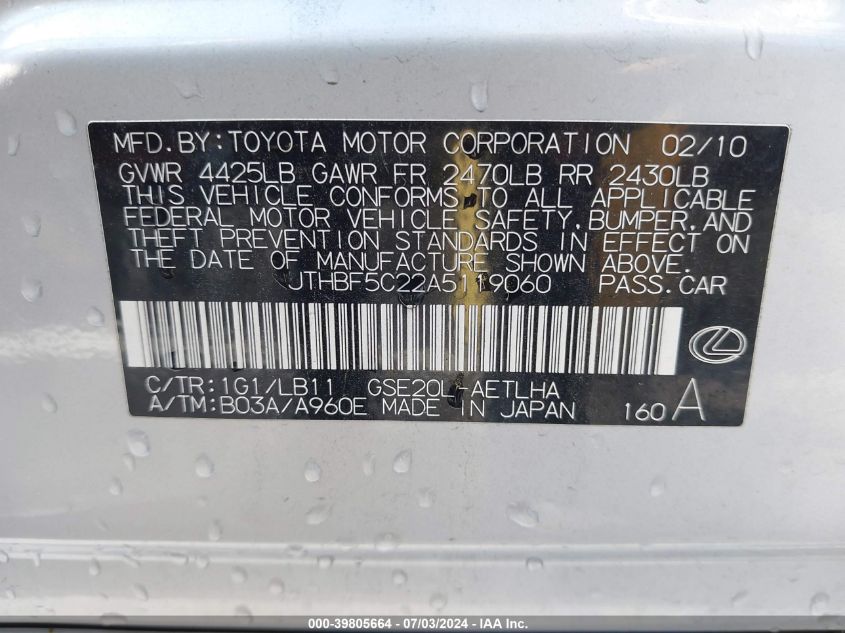 MFD.BY:TOYOTA MOTOR CORPORATION 02/10
GVWR 4425LB GAWR FR 2470LB RR 2430LB
THIS VEHICLE CONFORMS TO ALL APPLICABLE
FEDERAL MOTOR VEHICLE SAFETY,BUMPER,AND
THEFT PREVENTION STANDARDS IN EFFECT ON
THE DATE OF MANUFACTURE SHOWN ABOVE.
JTHBF5C22A5119060 PASS.CAR
C/TR:1G1/LB11 GSE20L-AETLHA
A/TM:B03A/A960E MADE IN JAPAN 160 A
000-39805664 - 07/03/2024 - IAA Inc.